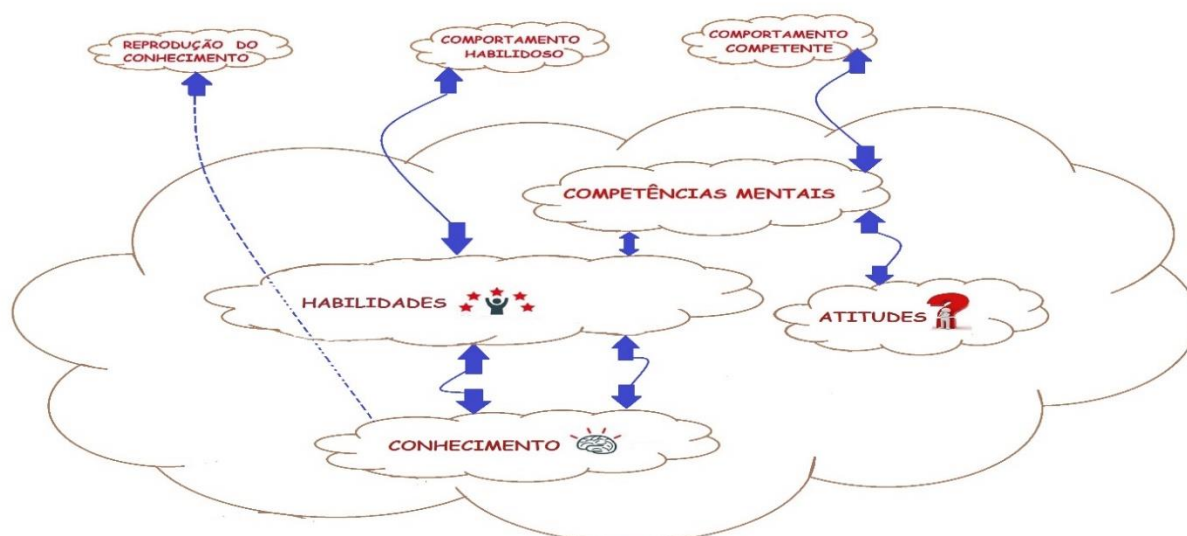 REPRODUÇÃO DO
CONHECIMENTO
COMPORTAMENTO
HABILIDOSO
COMPORTAMENTO
COMPETENTE
COMPETÊNCIAS MENTAIS
HABILIDADES
ATITUDES
CONHECIMENTO